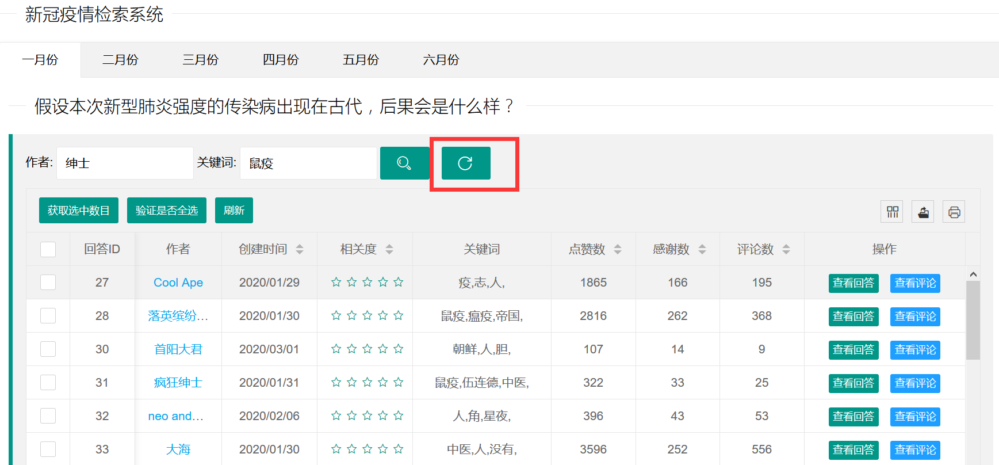 新冠疫情检索系统
一月份 二月份 三月份 四月份 五月份 六月份
假设本次新型肺炎强度的传染病出现在古代，后果会是什么样？
作者: 绅士 关键词: 鼠疫
获取选中数目 验证是否全选 刷新
回答ID 作者 创建时间 相关度 关键词 点赞数 感谢数 评论数 操作
27 Cool Ape 2020/01/29 疫,志,人, 1865 166 195 查看回答 查看评论
28 落英缤纷... 2020/01/30 鼠疫,瘟疫,帝国, 2816 262 368 查看回答 查看评论
30 首阳大君 2020/03/01 朝鲜,人,胆, 107 14 9 查看回答 查看评论
31 疯狂绅士 2020/01/31 鼠疫,伍连德,中医, 322 33 25 查看回答 查看评论
32 neo and... 2020/02/06 人,角,星夜, 396 43 53 查看回答 查看评论
33 大海 2020/01/30 中医,人,没有, 3596 252 556 查看回答 查看评论